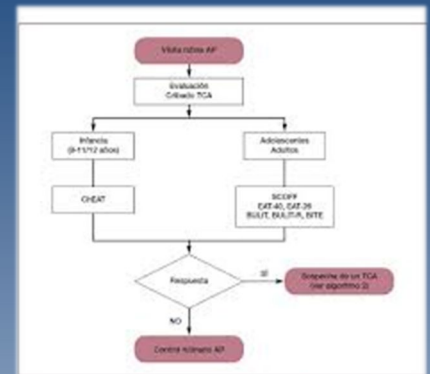 Visita rutina AP
Evaluación
Cribado TCA
Infancia
(8-11/12 años)
Adolescentes
Adultos
ChEAT
SCOFF
EAT-40, EAT-26
BULIT, BULIT-R, BITE
Respuesta
SÍ
Sospecha de un TCA
(ver algoritmo 2)
NO
Control rutinario AP